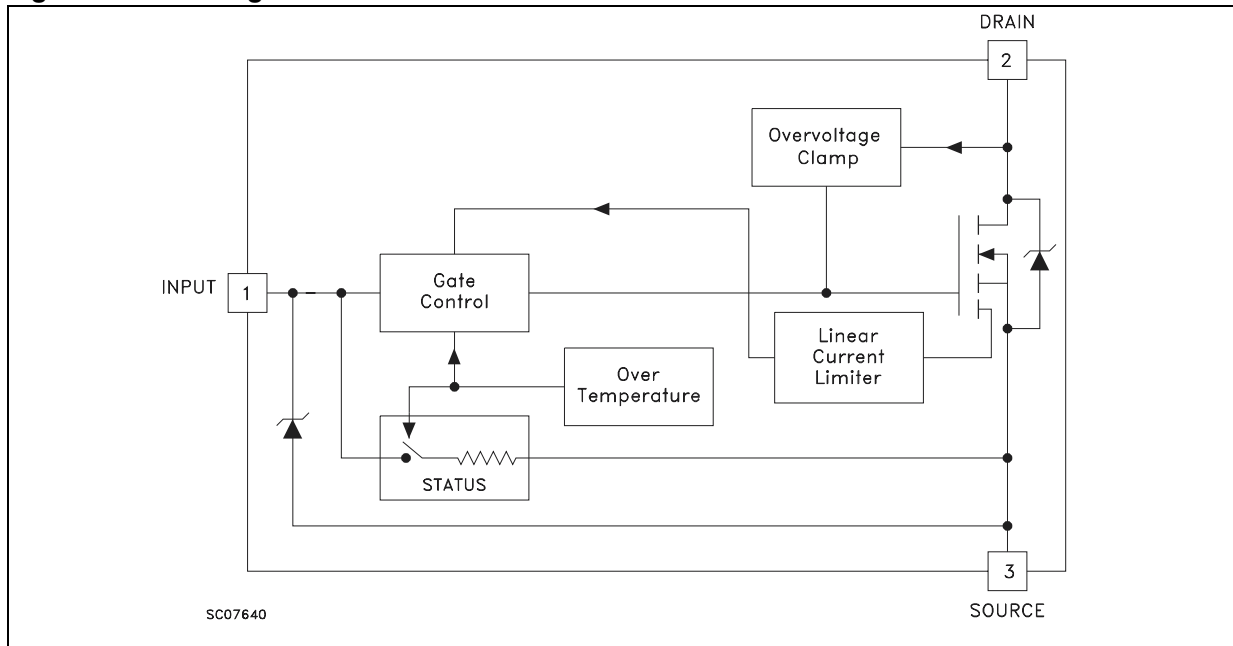 DRAIN
2
Overvoltage
Clamp
INPUT
1
Gate
Control
Linear
Current
Limiter
Over
Temperature
STATUS
3
SOURCE
SC07640